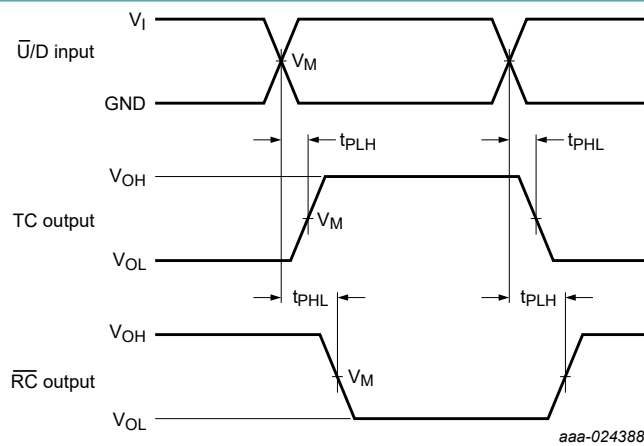 V_I
U̅/D input
V_M
GND
t_PLH
t_PHL
V_OH
TC output
V_M
V_OL
t_PHL
t_PLH
V_OH
R̅C̅ output
V_M
V_OL
aaa-024388